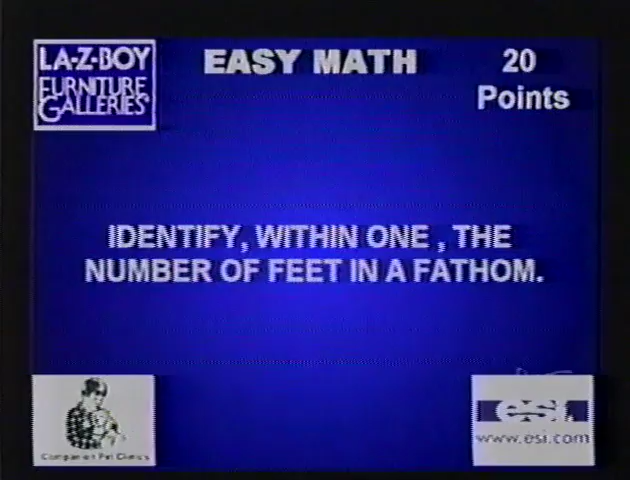 LA-Z-BOY
FURNITURE
GALLERIES
EASY MATH
20
Points
IDENTIFY, WITHIN ONE , THE
NUMBER OF FEET IN A FATHOM.
Companion Pet Clinics
esi.
www.esi.com